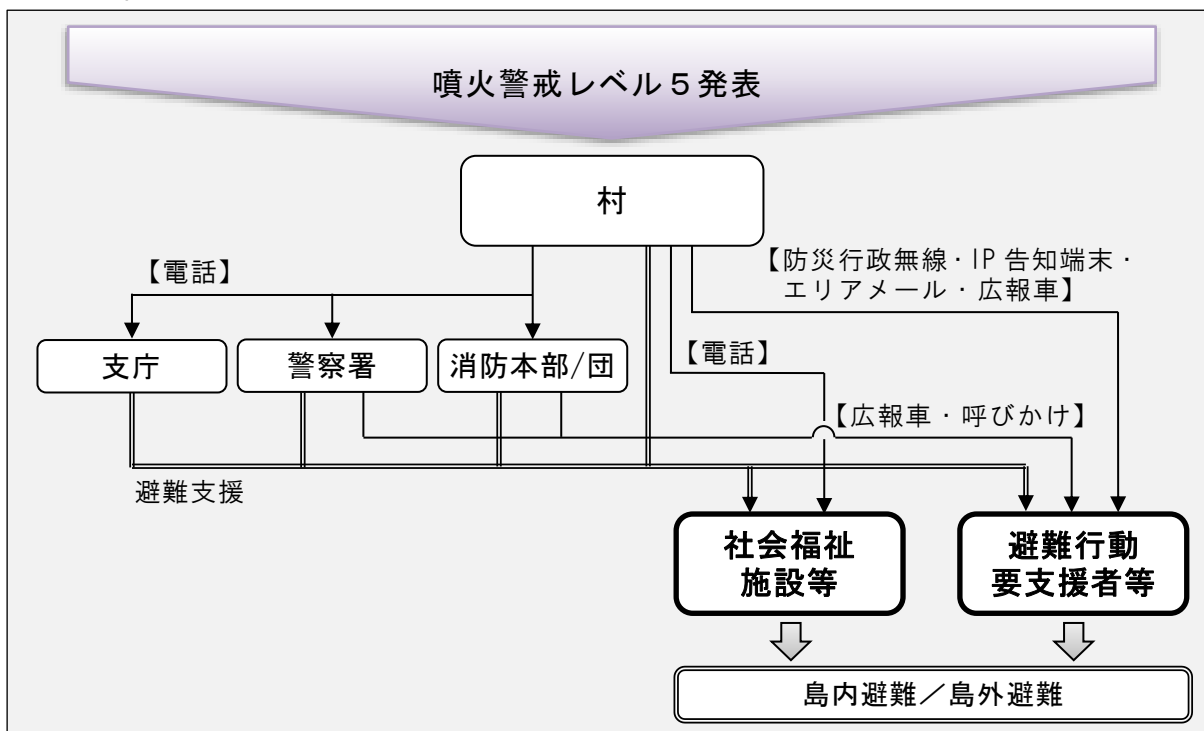 噴火警戒レベル５発表
村
【防災行政無線・IP 告知端末・
エリアメール・広報車】
【電話】
支庁
警察署
消防本部/団
【電話】
【広報車・呼びかけ】
避難支援
社会福祉
施設等
避難行動
要支援者等
島内避難／島外避難